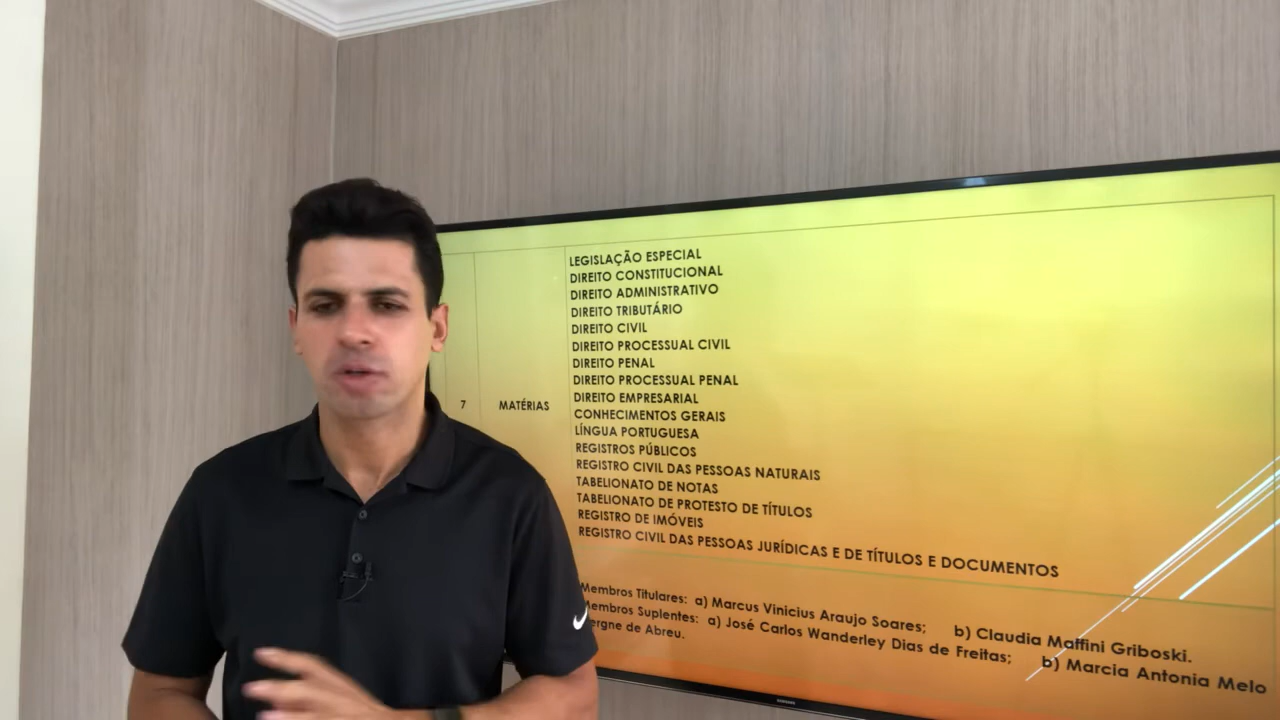 LEGISLAÇÃO ESPECIAL
DIREITO CONSTITUCIONAL
DIREITO ADMINISTRATIVO
DIREITO TRIBUTÁRIO
DIREITO CIVIL
DIREITO PROCESSUAL CIVIL
DIREITO PENAL
DIREITO PROCESSUAL PENAL
DIREITO EMPRESARIAL
7 MATÉRIAS CONHECIMENTOS GERAIS
LÍNGUA PORTUGUESA
REGISTROS PÚBLICOS
REGISTRO CIVIL DAS PESSOAS NATURAIS
TABELIONATO DE NOTAS
TABELIONATO DE PROTESTO DE TÍTULOS
REGISTRO DE IMÓVEIS
REGISTRO CIVIL DAS PESSOAS JURÍDICAS E DE TÍTULOS E DOCUMENTOS
Membros Titulares: a) Marcus Vinicius Araujo Soares; b) Claudia Maffini Griboski.
Membros Suplentes: a) José Carlos Wanderley Dias de Freitas; b) Marcia Antonia Melo
de Abreu.